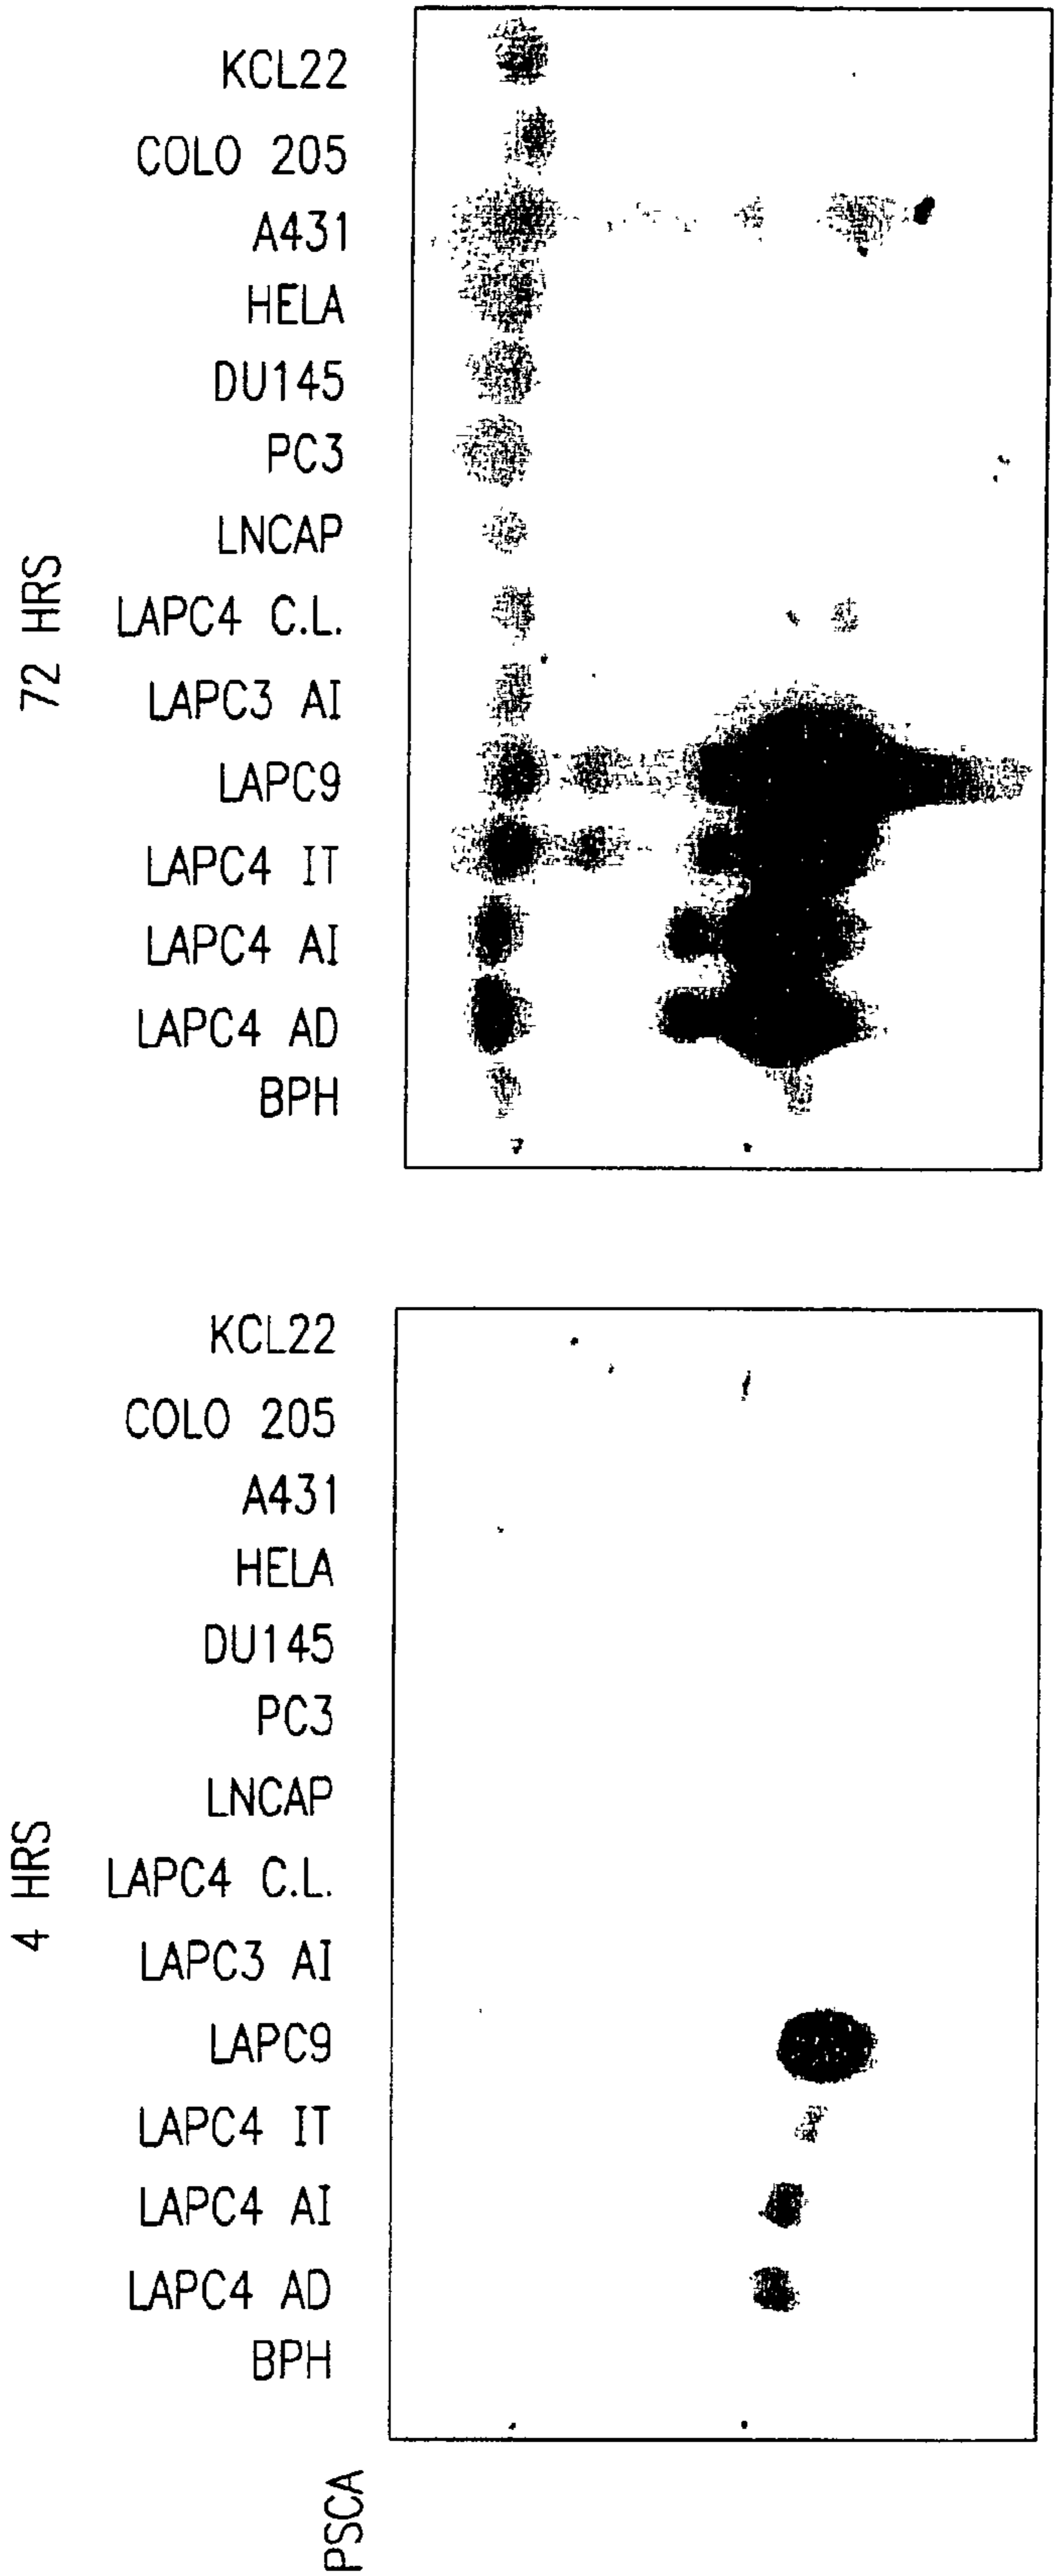 72 HRS
KCL22
COLO 205
A431
HELA
DU145
PC3
LNCAP
LAPC4 C.L.
LAPC3 AI
LAPC9
LAPC4 IT
LAPC4 AI
LAPC4 AD
BPH
4 HRS
KCL22
COLO 205
A431
HELA
DU145
PC3
LNCAP
LAPC4 C.L.
LAPC3 AI
LAPC9
LAPC4 IT
LAPC4 AI
LAPC4 AD
BPH
PSCA